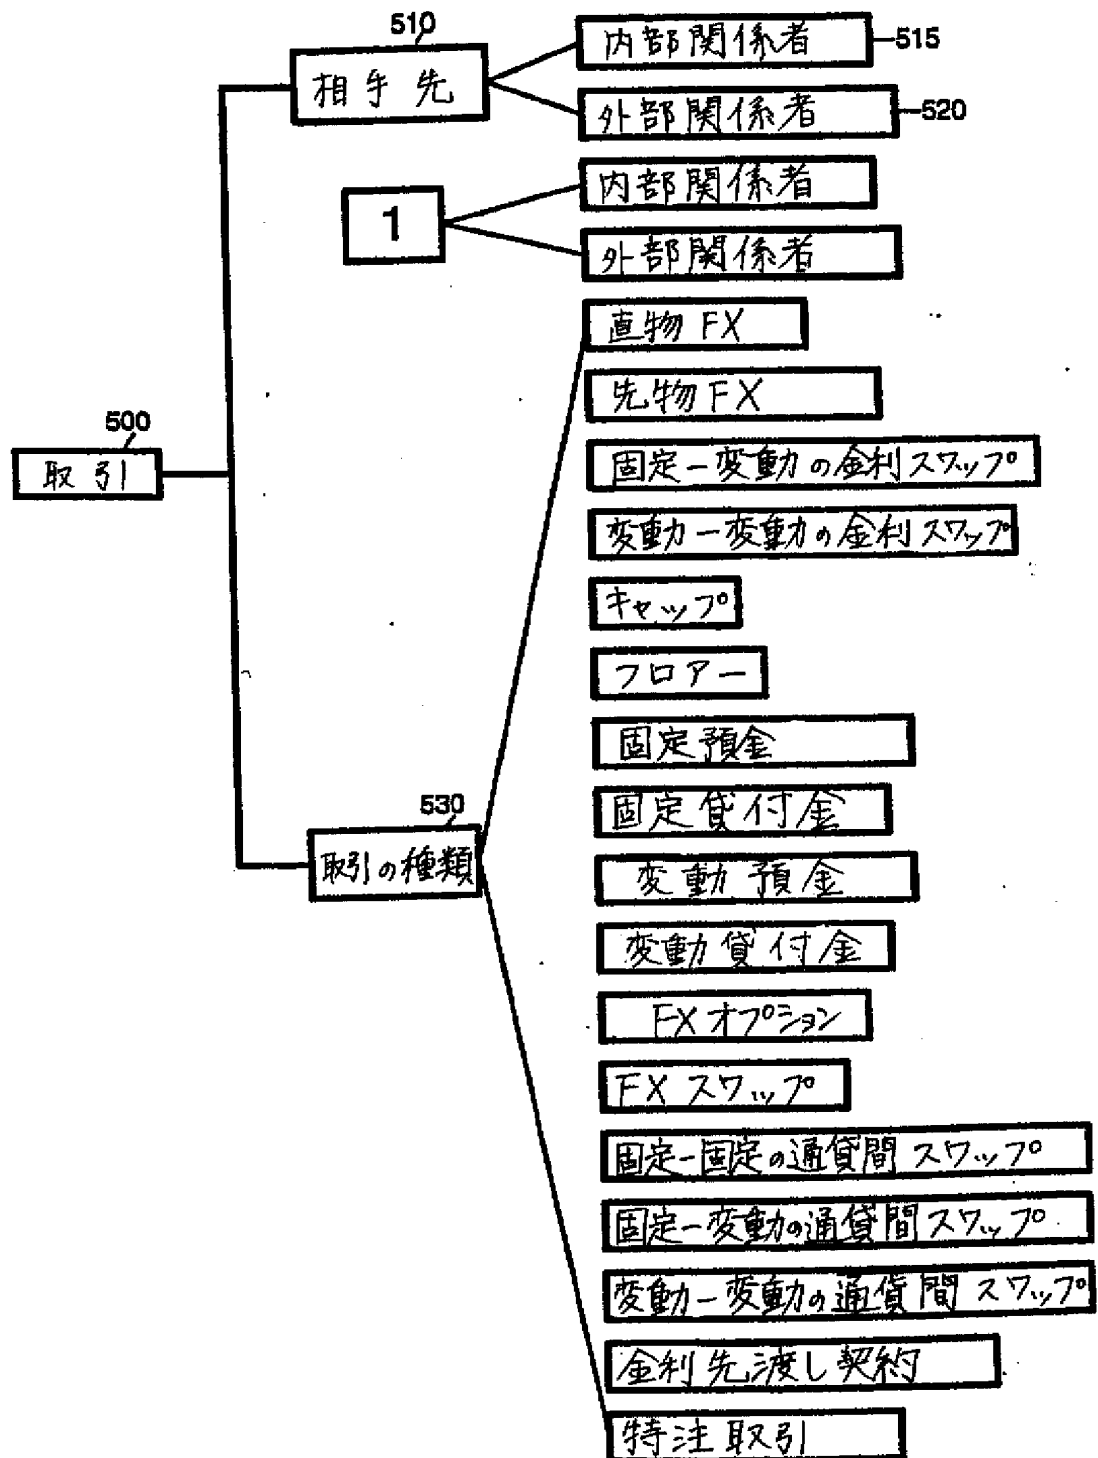 510
相手先
内部関係者
515
外部関係者
520
1
内部関係者
外部関係者
直物FX
先物FX
500
取引
固定ー変動の金利スワップ
変動ー変動の金利スワップ
キャップ
フロアー
固定預金
530
取引の種類
固定貸付金
変動預金
変動貸付金
FXオプション
FXスワップ
固定ー固定の通貨間スワップ
固定ー変動の通貨間スワップ
変動ー変動の通貨間スワップ
金利先渡し契約
特注取引